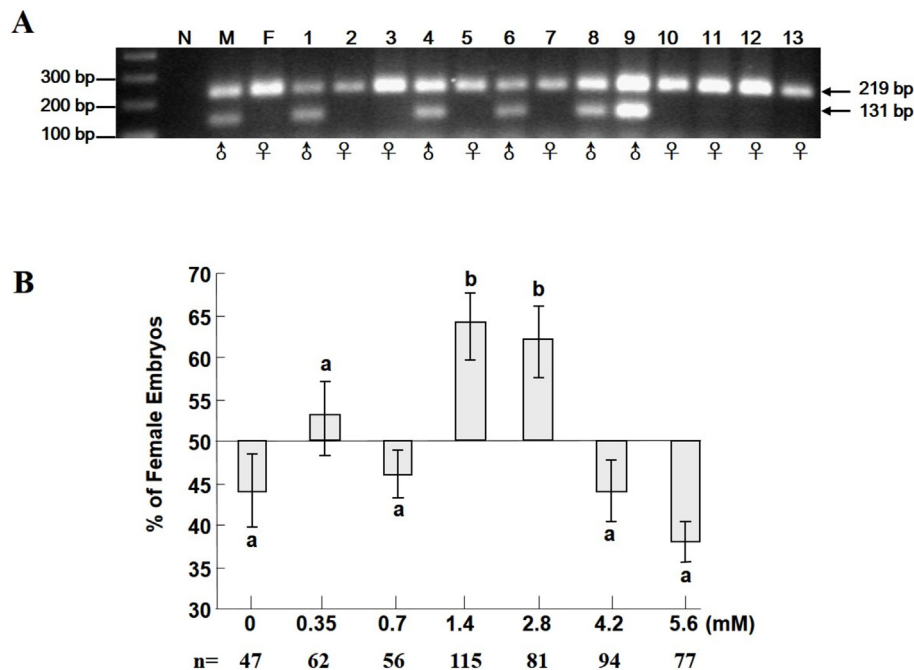 A
N M F 1 2 3 4 5 6 7 8 9 10 11 12 13
300 bp
200 bp
100 bp
219 bp
131 bp
♂ ♀ ♂ ♀ ♀ ♂ ♀ ♂ ♀ ♂ ♂ ♀ ♀ ♀ ♀
B
% of Female Embryos
70
65
60
55
50
45
40
35
30
a
a
a
b
b
a
a
0 0.35 0.7 1.4 2.8 4.2 5.6 (mM)
n= 47 62 56 115 81 94 77